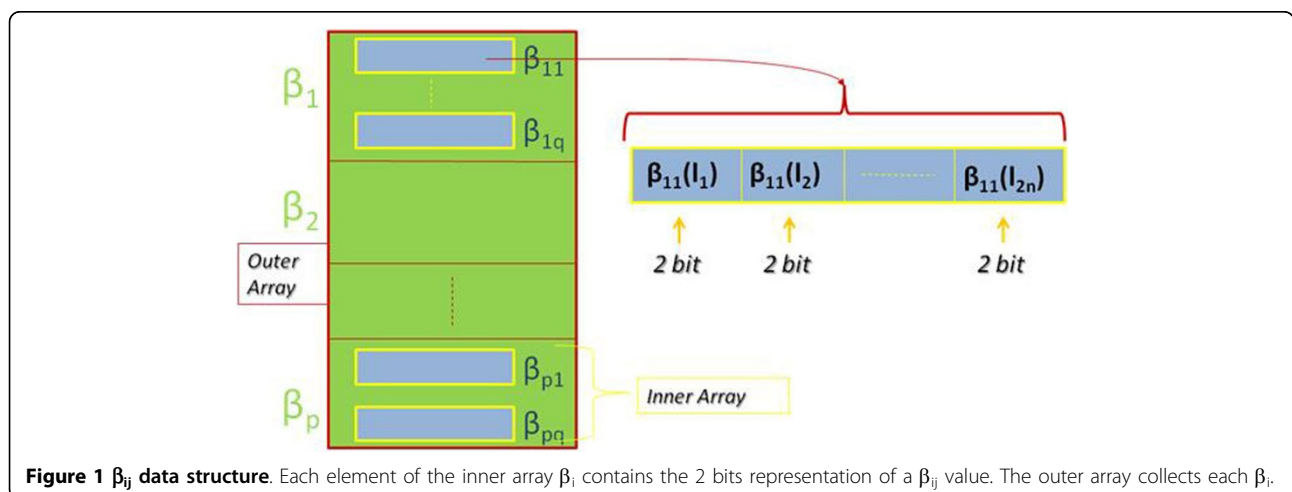 β11
β1
β1q
β11(I1) β11(I2) β11(I2n)
β2
2 bit 2 bit 2 bit
Outer
Array
βp1
Inner Array
βp
βpq
Figure 1 βij data structure. Each element of the inner array βi contains the 2 bits representation of a βij value. The outer array collects each βi.